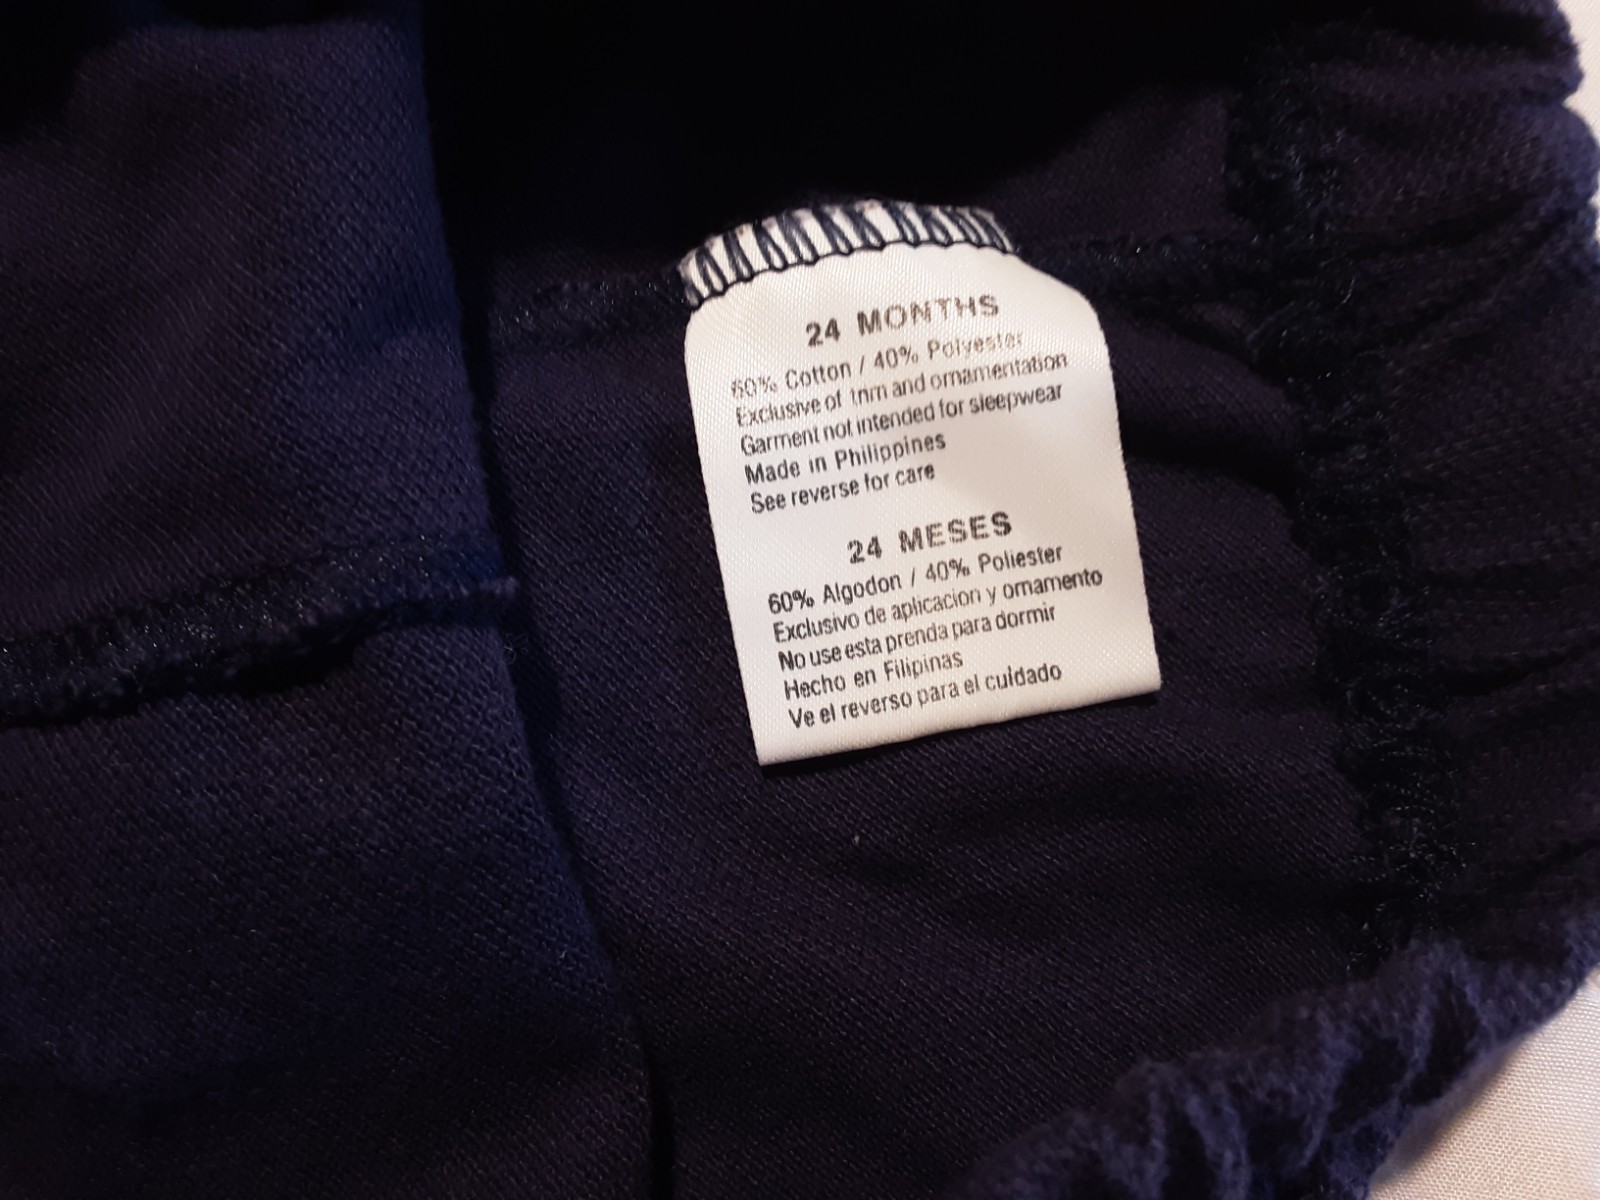 24 MONTHS
60% Cotton / 40% Polyester
Exclusive of trim and ornamentation
Garment not intended for sleepwear
Made in Philippines
See reverse for care
24 MESES
60% Algodon / 40% Poliester
Exclusivo de aplicacion y ornamento
No use esta prenda para dormir
Hecho en Filipinas
Ve el reverso para el cuidado